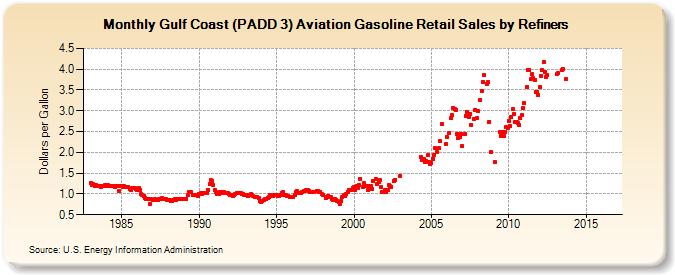 Monthly Gulf Coast (PADD 3) Aviation Gasoline Retail Sales by Refiners
Dollars per Gallon
4.5
4.0
3.5
3.0
2.5
2.0
1.5
1.0
0.5
1985 1990 1995 2000 2005 2010 2015
Source: U.S. Energy Information Administration